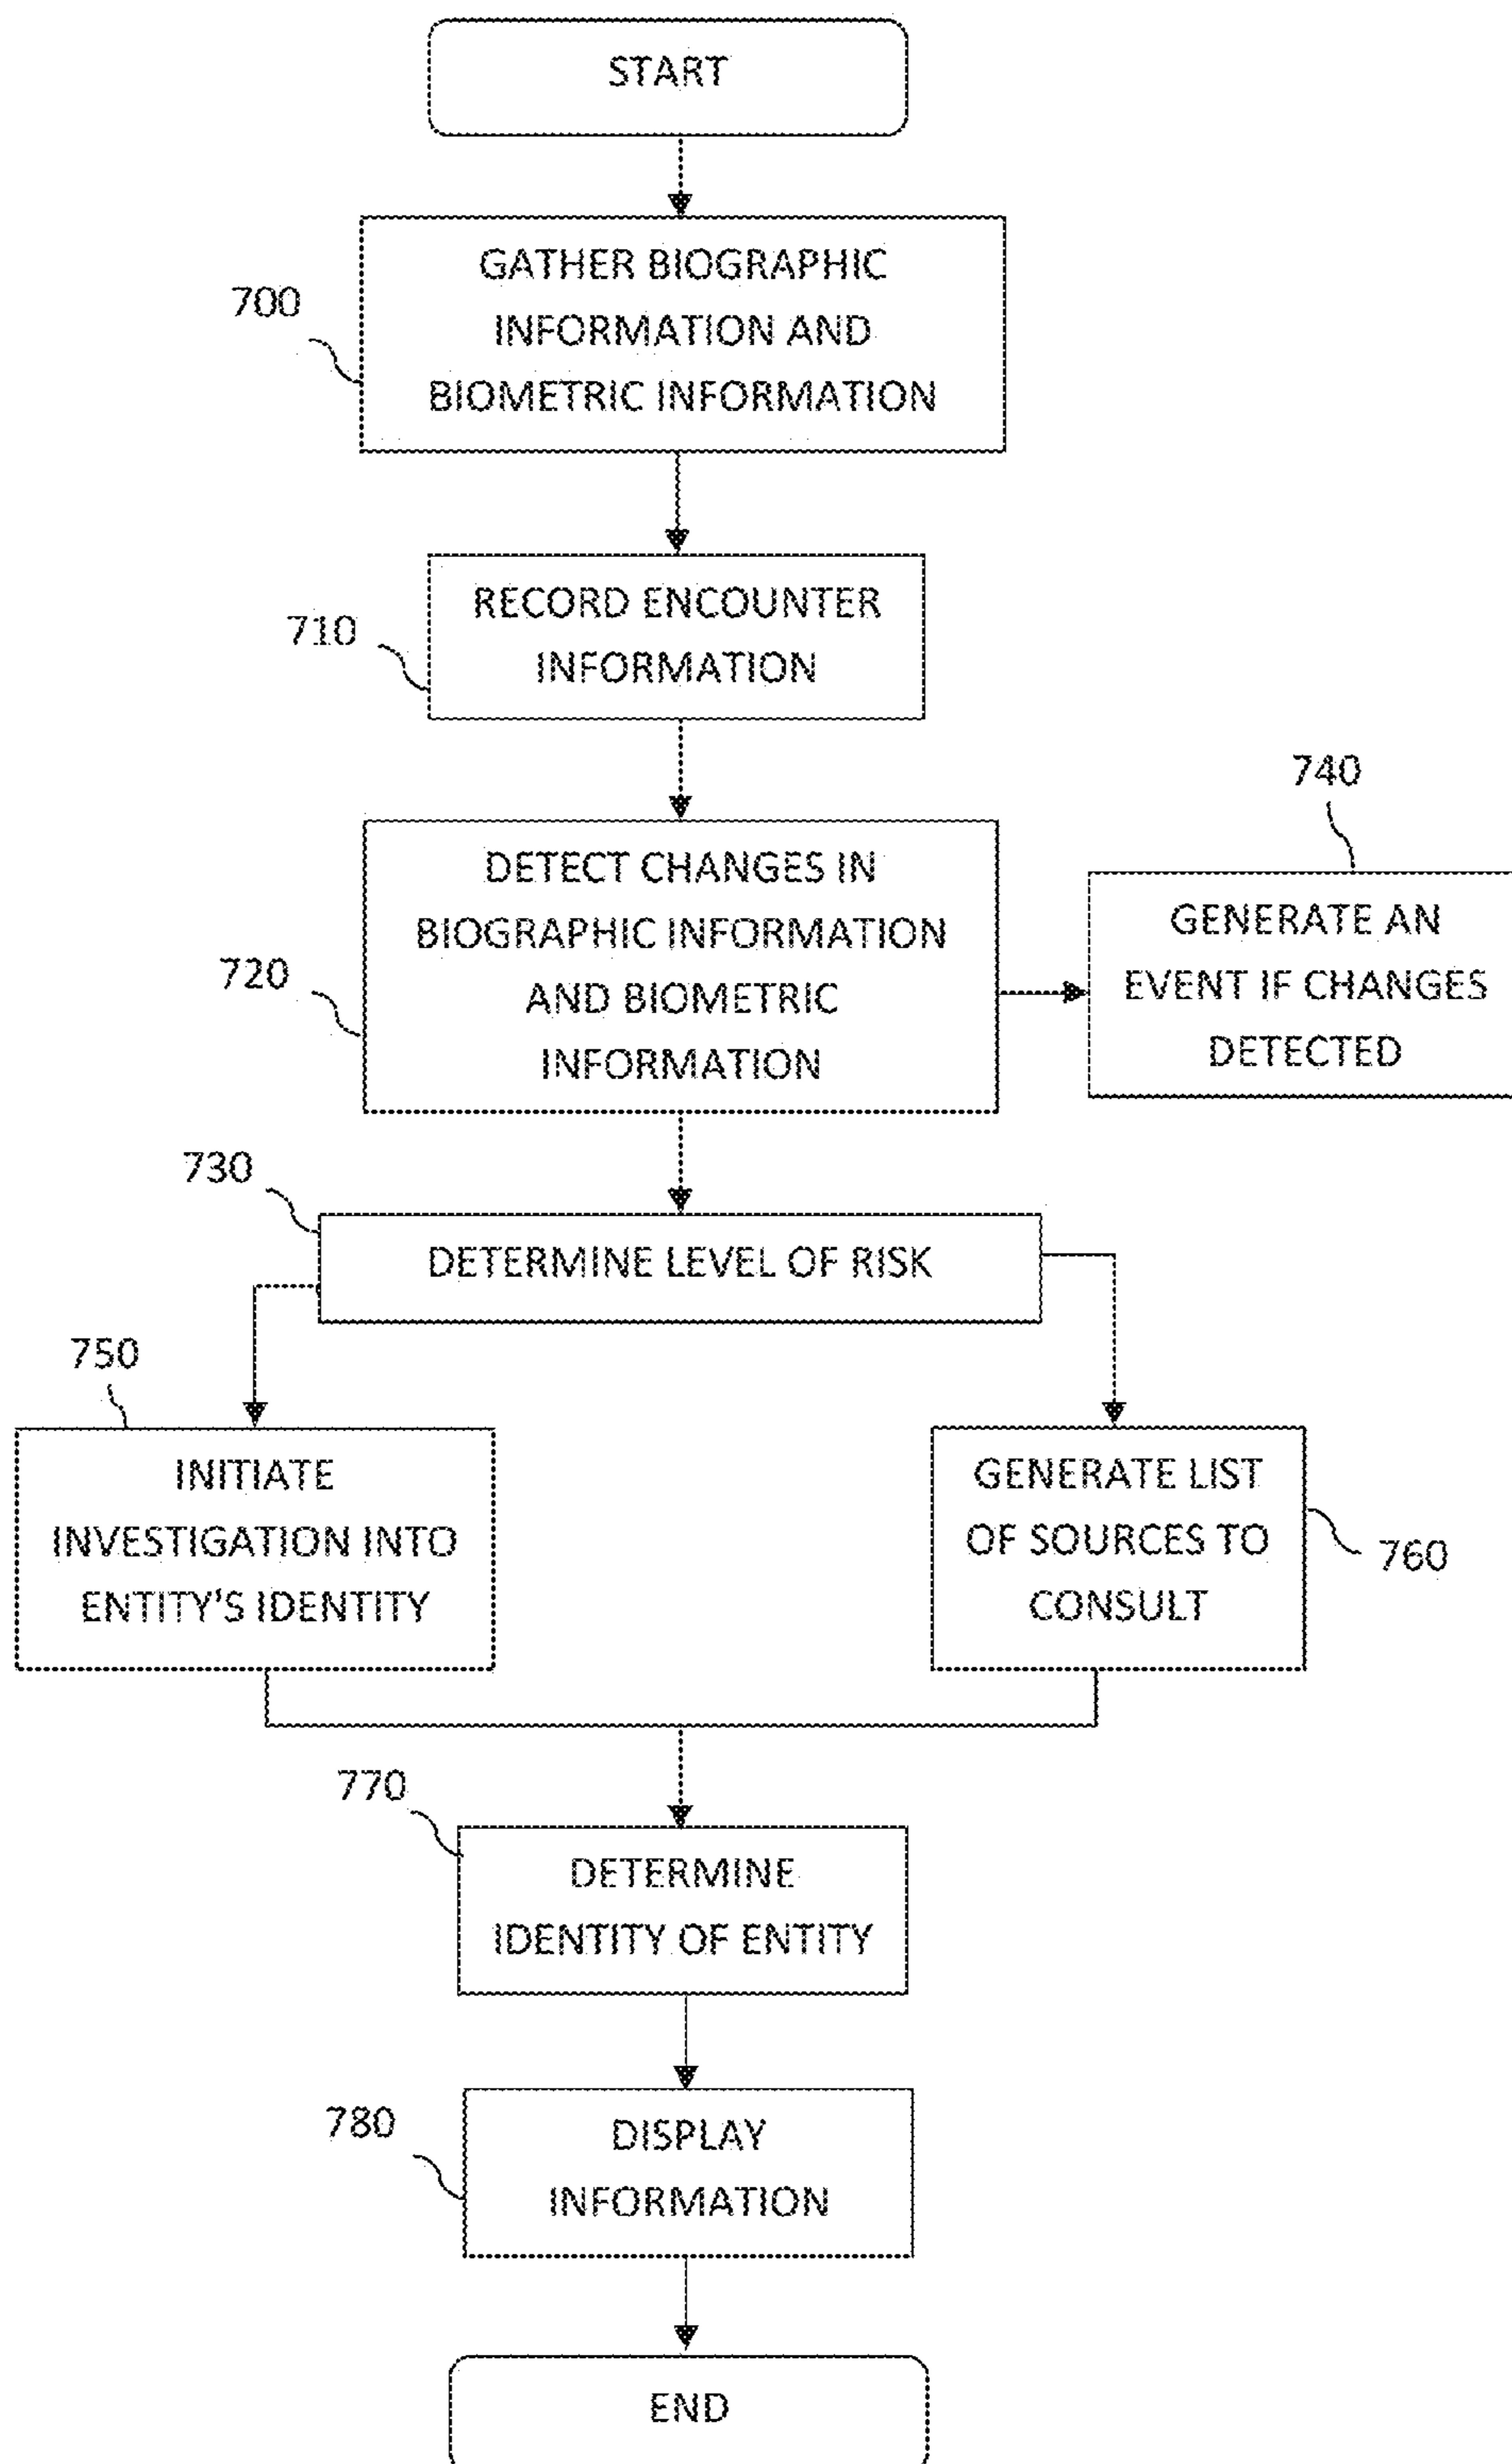 START
700
GATHER BIOGRAPHIC
INFORMATION AND
BIOMETRIC INFORMATION
710
RECORD ENCOUNTER
INFORMATION
720
DETECT CHANGES IN
BIOGRAPHIC INFORMATION
AND BIOMETRIC
INFORMATION
740
GENERATE AN
EVENT IF CHANGES
DETECTED
730
DETERMINE LEVEL OF RISK
750
INITIATE
INVESTIGATION INTO
ENTITY'S IDENTITY
GENERATE LIST
OF SOURCES TO
CONSULT
760
770
DETERMINE
IDENTITY OF ENTITY
780
DISPLAY
INFORMATION
END